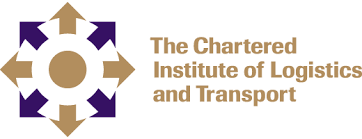 The Chartered
Institute of Logistics
and Transport